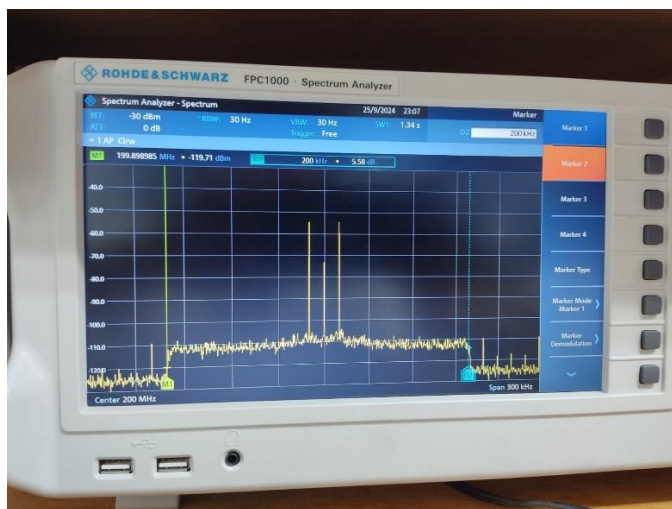 ROHDE&SCHWARZ FPC1000 · Spectrum Analyzer
Spectrum Analyzer - Spectrum 25/9/2024 23:07 Marker
REF: -30 dBm RBW: 30 Hz VBW: 30 Hz SWT: 1.34 s
ATT: 0 dB Trigger: Free D2 200 kHz
1 AP Clrw
M1 199.898985 MHz • -119,71 dBm 200 kHz • 5.58 dB
-40.0
-50.0
-60.0
-70.0
-80.0
-90.0
-100.0
-110.0
-120.0
M1
Center 200 MHz Span 300 kHz
Marker 1
Marker 2
Marker 3
Marker 4
Marker Type
Marker Mode
Marker 1
Marker
Demodulation